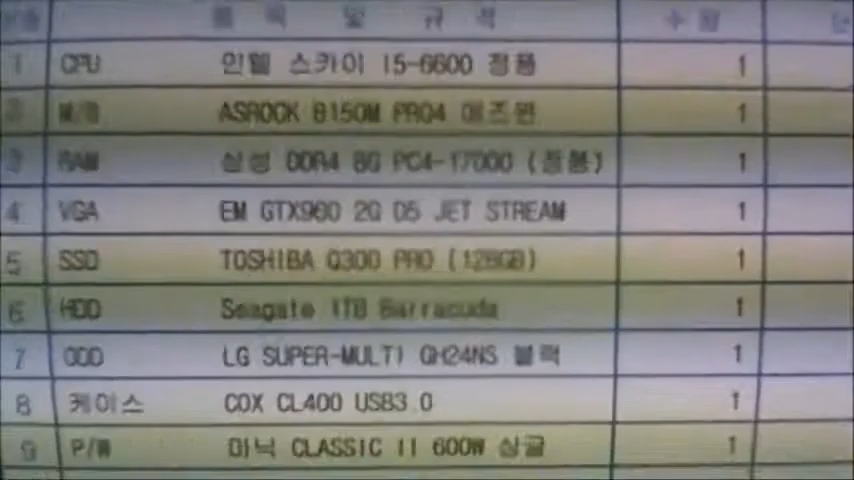 품 목 및 규 격 수 량
1 CPU 인텔 스카이 I5-6600 정품 1
2 M/B ASROCK B150M PRO4 에즈윈 1
3 RAM 삼성 DDR4 8G PC4-17000 (정품) 1
4 VGA EM GTX960 2G D5 JET STREAM 1
5 SSD TOSHIBA Q300 PRO (128GB) 1
6 HDD Seagate 1TB Barracuda 1
7 ODD LG SUPER-MULTI GH24NS 블랙 1
8 케이스 COX CL400 USB3.0 1
9 P/W 마닉 CLASSIC II 600W 싱글 1